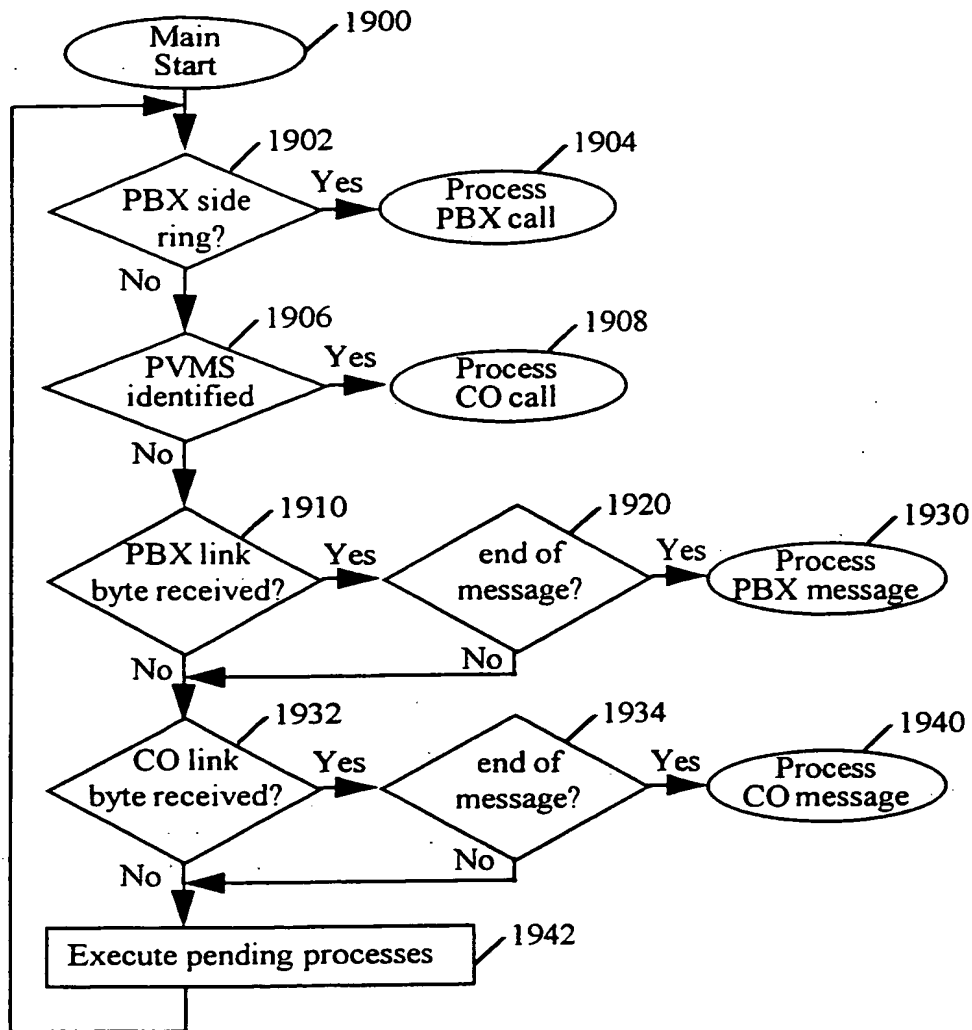 Main
Start
1900
1902
PBX side
ring?
Yes
1904
Process
PBX call
No
1906
PVMS
identified
Yes
1908
Process
CO call
No
1910
PBX link
byte received?
Yes
1920
end of
message?
Yes
1930
Process
PBX message
No
No
1932
CO link
byte received?
Yes
1934
end of
message?
Yes
1940
Process
CO message
No
No
Execute pending processes
1942